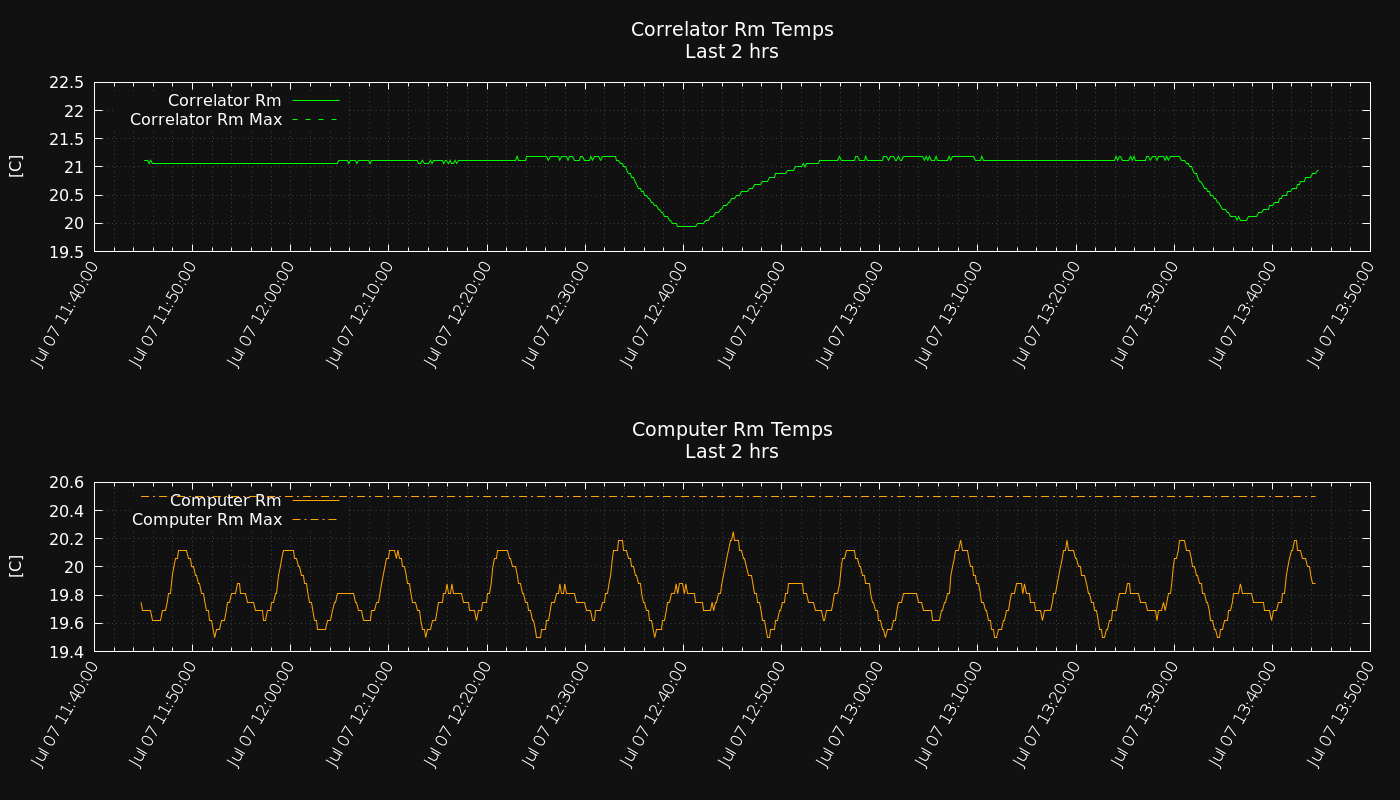 Correlator Rm Temps
Last 2 hrs
[C]
22.5
22
21.5
21
20.5
20
19.5
Correlator Rm
Correlator Rm Max
Jul 07 11:40:00
Jul 07 11:50:00
Jul 07 12:00:00
Jul 07 12:10:00
Jul 07 12:20:00
Jul 07 12:30:00
Jul 07 12:40:00
Jul 07 12:50:00
Jul 07 13:00:00
Jul 07 13:10:00
Jul 07 13:20:00
Jul 07 13:30:00
Jul 07 13:40:00
Jul 07 13:50:00
Computer Rm Temps
Last 2 hrs
[C]
20.6
20.4
20.2
20
19.8
19.6
19.4
Computer Rm
Computer Rm Max
Jul 07 11:40:00
Jul 07 11:50:00
Jul 07 12:00:00
Jul 07 12:10:00
Jul 07 12:20:00
Jul 07 12:30:00
Jul 07 12:40:00
Jul 07 12:50:00
Jul 07 13:00:00
Jul 07 13:10:00
Jul 07 13:20:00
Jul 07 13:30:00
Jul 07 13:40:00
Jul 07 13:50:00